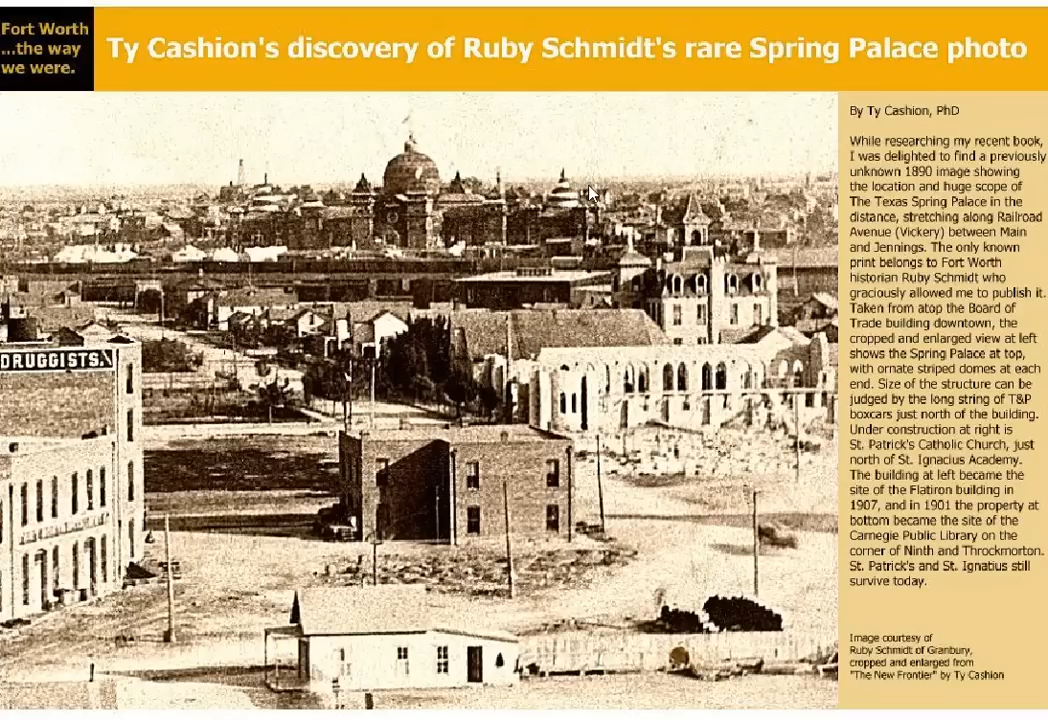 Fort Worth
...the way
we were.
Ty Cashion's discovery of Ruby Schmidt's rare Spring Palace photo
By Ty Cashion, PhD
While researching my recent book,
I was delighted to find a previously
unknown 1890 image showing
the location and huge scope of
The Texas Spring Palace in the
distance, stretching along Railroad
Avenue (Vickery) between Main
and Jennings. The only known
print belongs to Fort Worth
historian Ruby Schmidt who
graciously allowed me to publish it.
Taken from atop the Board of
Trade building downtown, the
cropped and enlarged view at left
shows the Spring Palace at top,
with ornate striped domes at each
end. Size of the structure can be
judged by the long string of T&P
boxcars just north of the building.
Under construction at right is
St. Patrick's Catholic Church, just
north of St. Ignacius Academy.
The building at left became the
site of the Flatiron building in
1907, and in 1901 the property at
bottom became the site of the
Carnegie Public Library on the
corner of Ninth and Throckmorton.
St. Patrick's and St. Ignatius still
survive today.
Image courtesy of
Ruby Schmidt of Granbury,
cropped and enlarged from
"The New Frontier" by Ty Cashion
DRUGGISTS.